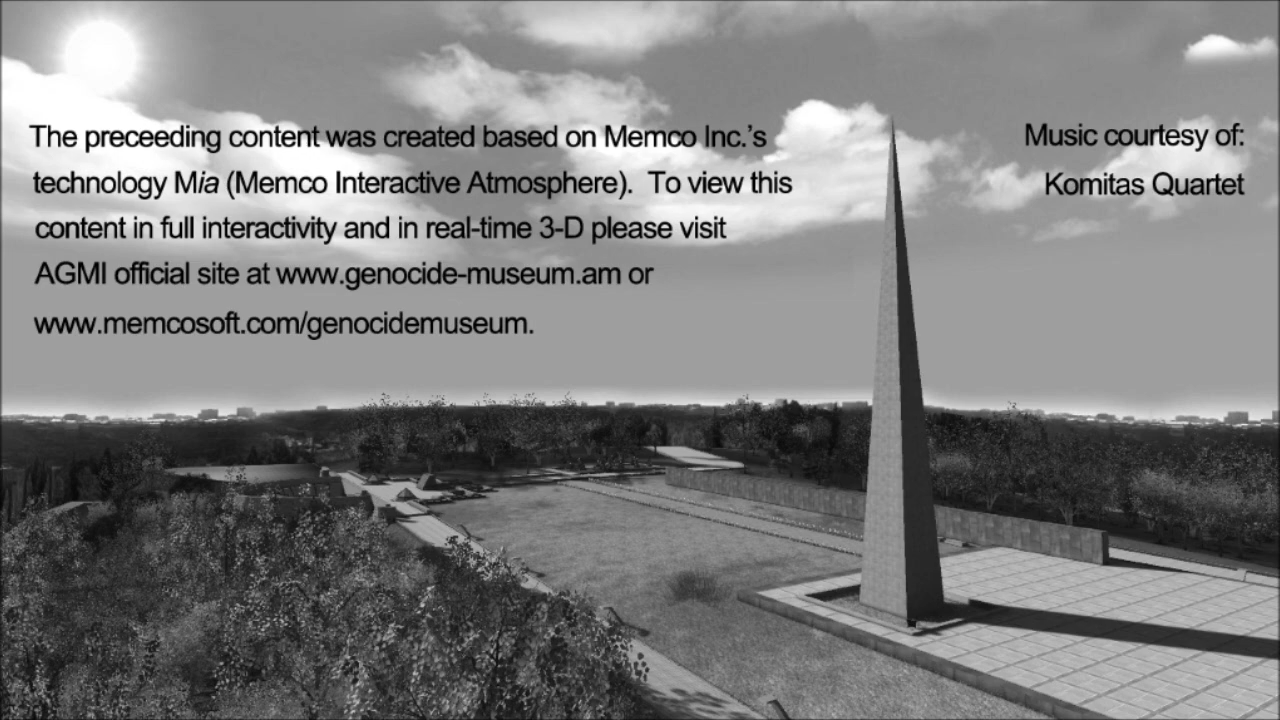 The preceeding content was created based on Memco Inc.'s
technology Mia (Memco Interactive Atmosphere).  To view this
content in full interactivity and in real-time 3-D please visit
AGMI official site at www.genocide-museum.am or
www.memcosoft.com/genocidemuseum.
Music courtesy of:
Komitas Quartet